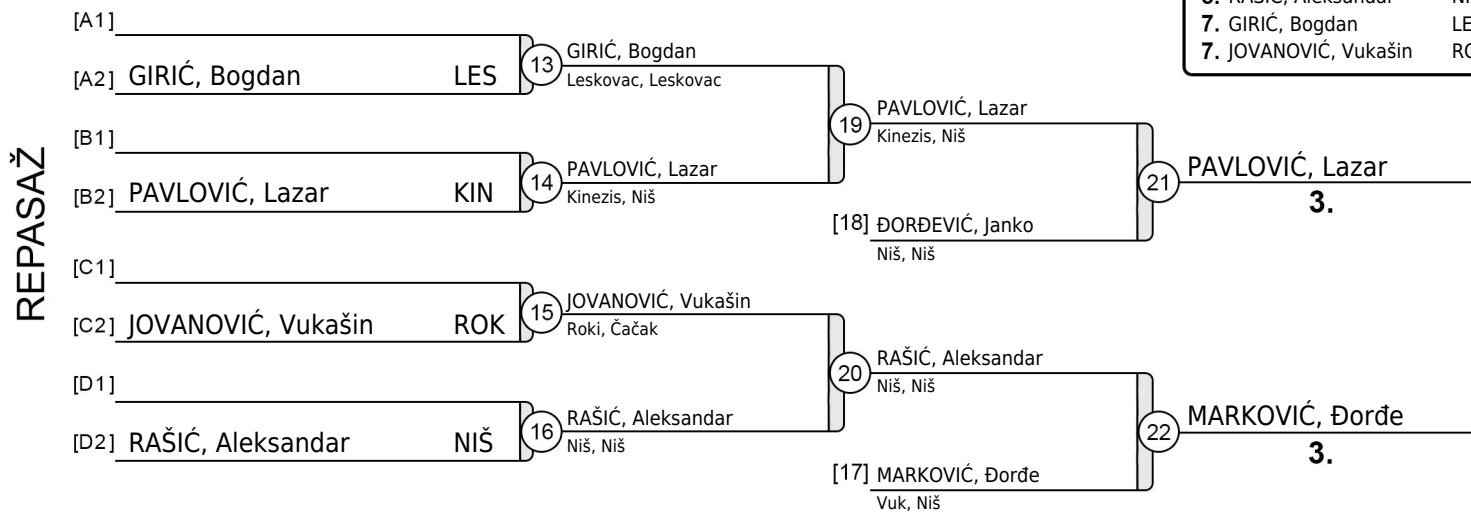 7. GIRIĆ, Bogdan
7. JOVANOVIĆ, Vukašin
REPASAŽ
[A1]
[A2] GIRIĆ, Bogdan LES
13
GIRIĆ, Bogdan
Leskovac, Leskovac
[B1]
[B2] PAVLOVIĆ, Lazar KIN
14
PAVLOVIĆ, Lazar
Kinezis, Niš
19
PAVLOVIĆ, Lazar
Kinezis, Niš
[18] ĐORĐEVIĆ, Janko
Niš, Niš
21
PAVLOVIĆ, Lazar
3.
[C1]
[C2] JOVANOVIĆ, Vukašin ROK
15
JOVANOVIĆ, Vukašin
Roki, Čačak
[D1]
[D2] RAŠIĆ, Aleksandar NIŠ
16
RAŠIĆ, Aleksandar
Niš, Niš
20
RAŠIĆ, Aleksandar
Niš, Niš
[17] MARKOVIĆ, Đorđe
Vuk, Niš
22
MARKOVIĆ, Đorđe
3.